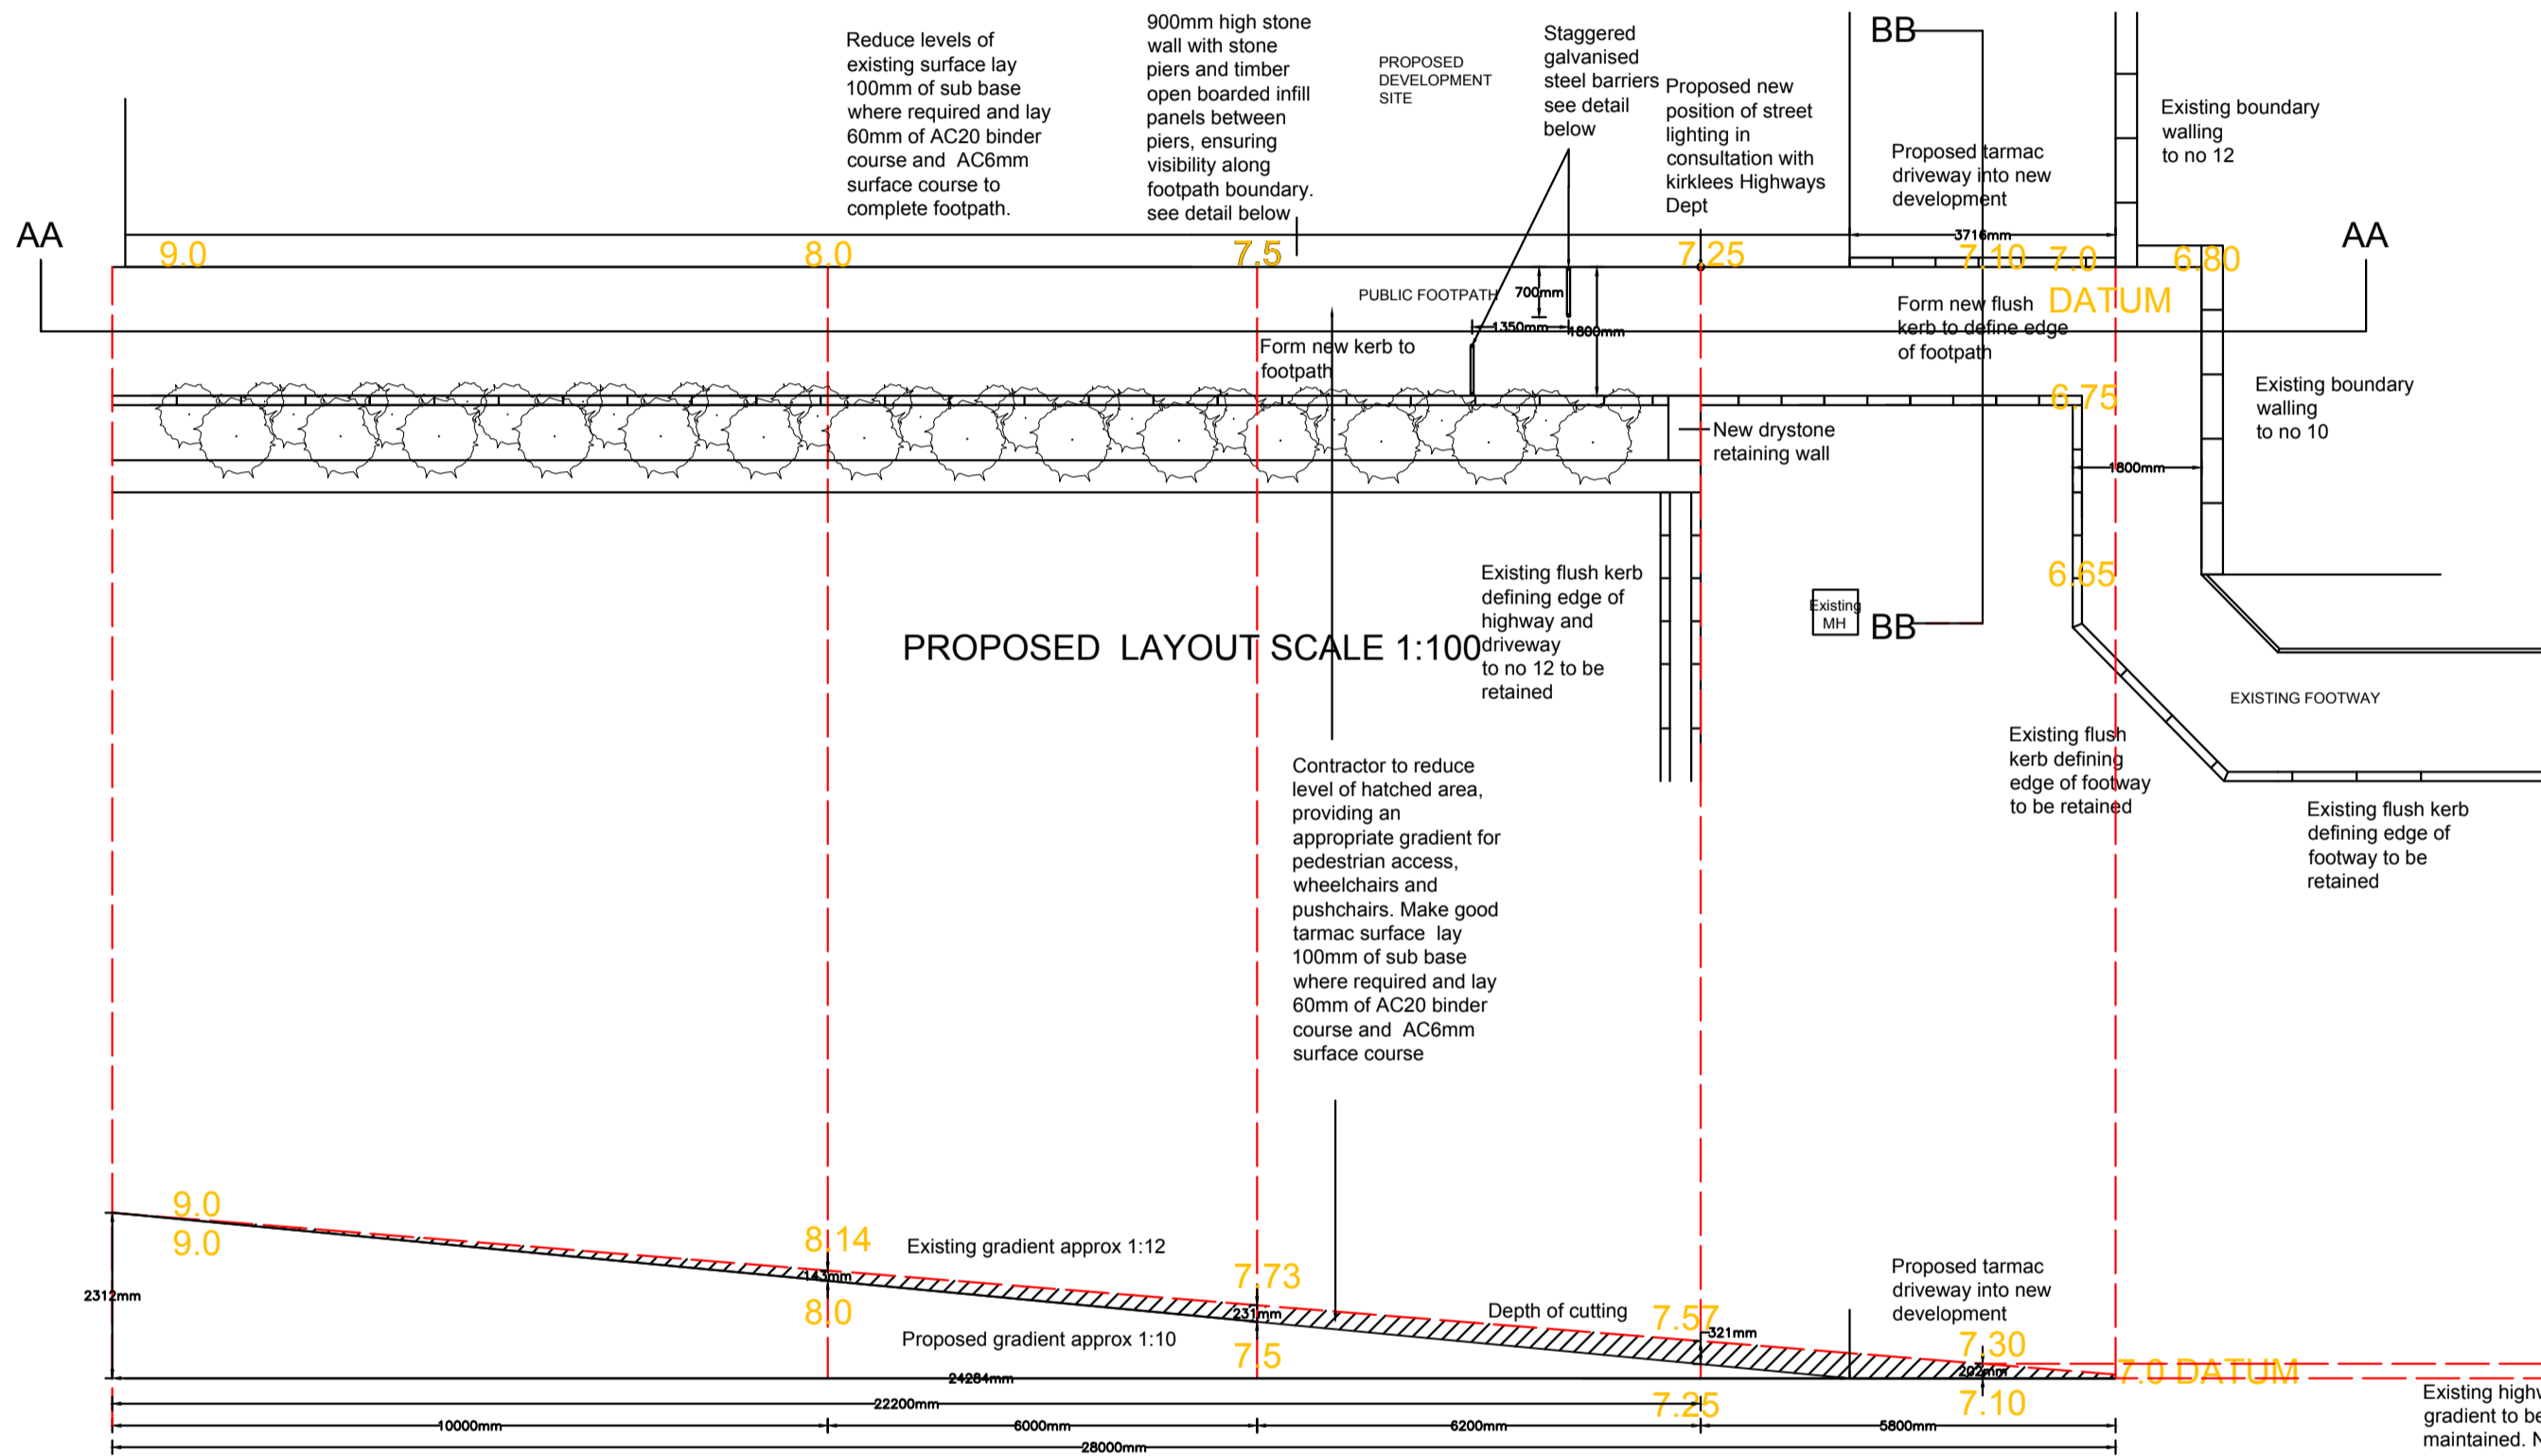 Reduce levels of
existing surface lay
100mm of sub base
where required and lay
60mm of AC20 binder
course and AC6mm
surface course to
complete footpath.
900mm high stone
wall with stone
piers and timber
open boarded infill
panels between
piers, ensuring
visibility along
footpath boundary.
see detail below
PROPOSED
DEVELOPMENT
SITE
Staggered
galvanised
steel barriers
see detail
below
Proposed new
position of street
lighting in
consultation with
kirklees Highways
Dept
BB
Proposed tarmac
driveway into new
development
Existing boundary
walling
to no 12
AA
AA
3716mm
9.0
8.0
7.5
7.25
7.10
7.0
6.80
DATUM
PUBLIC FOOTPATH
700mm
1350mm
1800mm
Form new kerb to
footpath
Form new flush
kerb to define edge
of footpath
6.75
Existing boundary
walling
to no 10
New drystone
retaining wall
1800mm
6.65
Existing flush kerb
defining edge of
highway and
driveway
to no 12 to be
retained
Existing
MH
BB
PROPOSED LAYOUT SCALE 1:100
EXISTING FOOTWAY
Existing flush
kerb defining
edge of footway
to be retained
Existing flush kerb
defining edge of
footway to be
retained
Contractor to reduce
level of hatched area,
providing an
appropriate gradient for
pedestrian access,
wheelchairs and
pushchairs. Make good
tarmac surface lay
100mm of sub base
where required and lay
60mm of AC20 binder
course and AC6mm
surface course
9.0
9.0
8.14
143mm
8.0
Existing gradient approx 1:12
Proposed gradient approx 1:10
7.73
231mm
7.5
Depth of cutting
7.57
321mm
7.25
Proposed tarmac
driveway into new
development
7.30
202mm
7.10
7.0 DATUM
2312mm
24284mm
22200mm
10000mm
6000mm
6200mm
5800mm
28000mm
Existing
gradient to be
maintained.